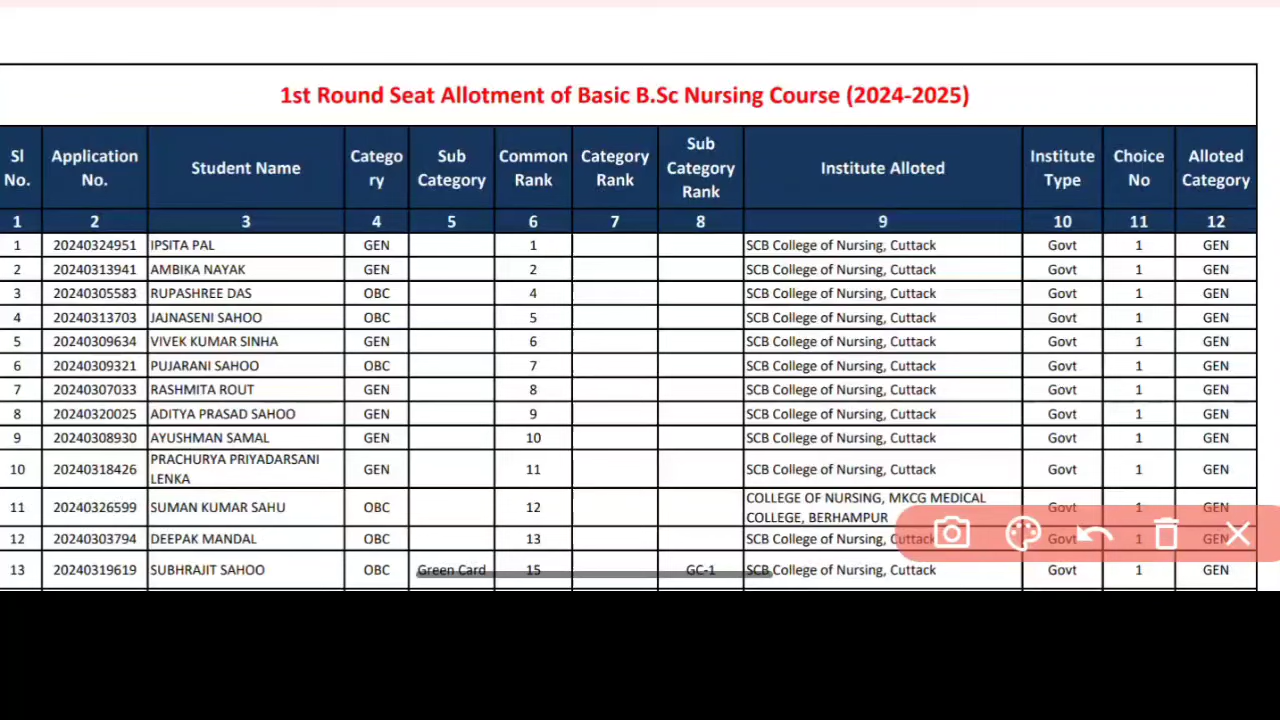 1st Round Seat Allotment of Basic B.Sc Nursing Course (2024-2025)
Sl No. Application No. Student Name Catego ry Sub Category Common Rank Category Rank Sub Category Rank Institute Alloted Institute Type Choice No Alloted Category
1 2 3 4 5 6 7 8 9 10 11 12
1 20240324951 IPSITA PAL GEN 1 SCB College of Nursing, Cuttack Govt 1 GEN
2 20240313941 AMBIKA NAYAK GEN 2 SCB College of Nursing, Cuttack Govt 1 GEN
3 20240305583 RUPASHREE DAS OBC 4 SCB College of Nursing, Cuttack Govt 1 GEN
4 20240313703 JAJNASENI SAHOO OBC 5 SCB College of Nursing, Cuttack Govt 1 GEN
5 20240309634 VIVEK KUMAR SINHA GEN 6 SCB College of Nursing, Cuttack Govt 1 GEN
6 20240309321 PUJARANI SAHOO OBC 7 SCB College of Nursing, Cuttack Govt 1 GEN
7 20240307033 RASHMITA ROUT GEN 8 SCB College of Nursing, Cuttack Govt 1 GEN
8 20240320025 ADITYA PRASAD SAHOO GEN 9 SCB College of Nursing, Cuttack Govt 1 GEN
9 20240308930 AYUSHMAN SAMAL GEN 10 SCB College of Nursing, Cuttack Govt 1 GEN
10 20240318426 PRACHURYA PRIYADARSANI LENKA GEN 11 SCB College of Nursing, Cuttack Govt 1 GEN
11 20240326599 SUMAN KUMAR SAHU OBC 12 COLLEGE OF NURSING, MKCG MEDICAL COLLEGE, BERHAMPUR Govt 1 GEN
12 20240303794 DEEPAK MANDAL OBC 13 SCB College of Nursing, Cuttack Govt 1 GEN
13 20240319619 SUBHRAJIT SAHOO OBC Green Card 15 GC-1 SCB College of Nursing, Cuttack Govt 1 GEN